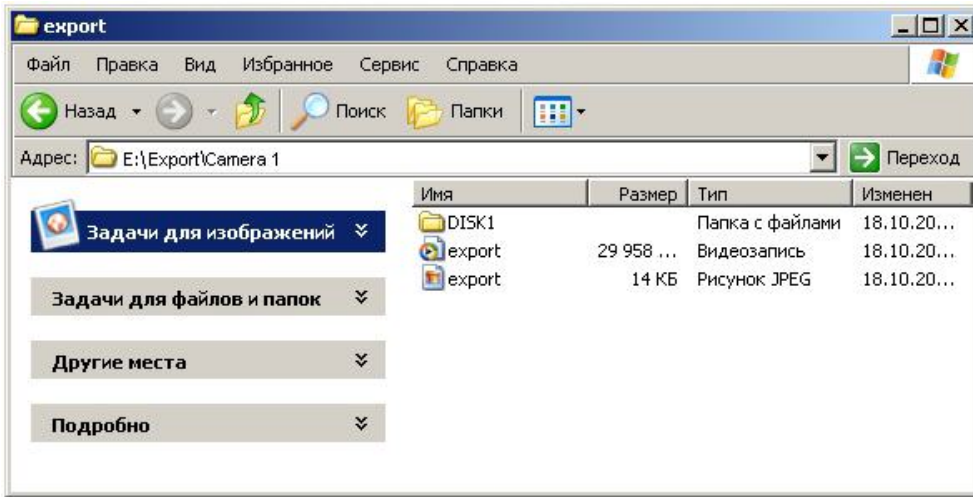 export
Файл Правка Вид Избранное Сервис Справка
Назад Поиск Папки
Адрес: E:\Export\Camera 1 Переход
Имя Размер Тип Изменен
DISK1 Папка с файлами 18.10.20...
export 29 958 ... Видеозапись 18.10.20...
export 14 КБ Рисунок JPEG 18.10.20...
Задачи для изображений
Задачи для файлов и папок
Другие места
Подробно